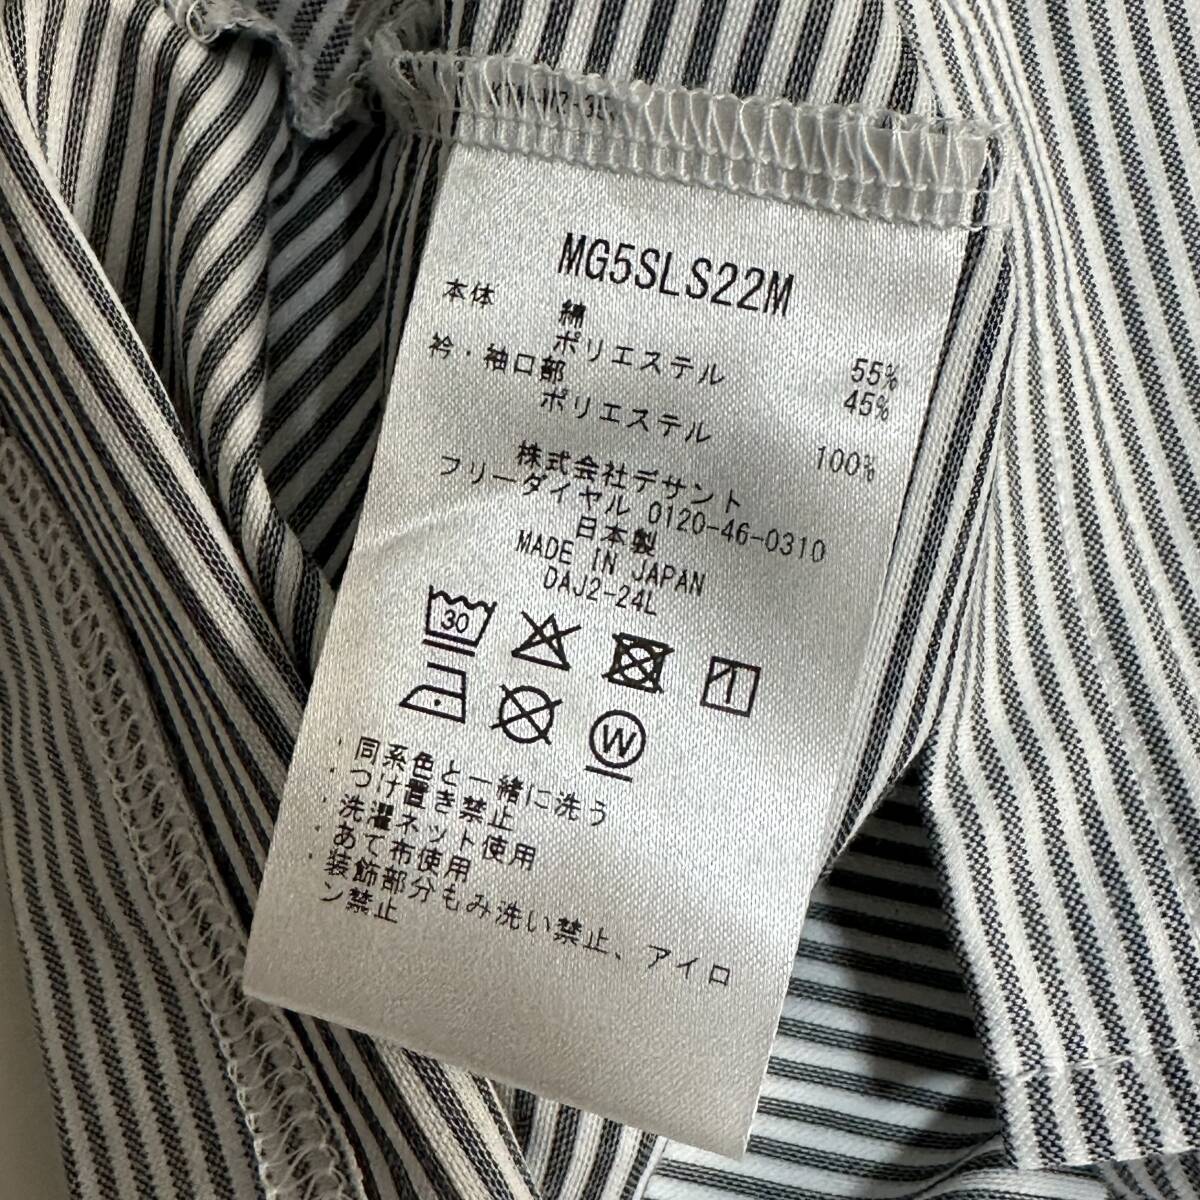 MG5SLS22M
本体 綿 55%
ポリエステル 45%
衿・袖口部
ポリエステル 100%
株式会社デサント
フリーダイヤル 0120-46-0310
日本製
MADE IN JAPAN
DAJ2-24L
30
W
・同系色と一緒に洗う
・つけ置き禁止
・洗濯ネット使用
・あて布使用
・装飾部分もみ洗い禁止、アイロ
ン禁止